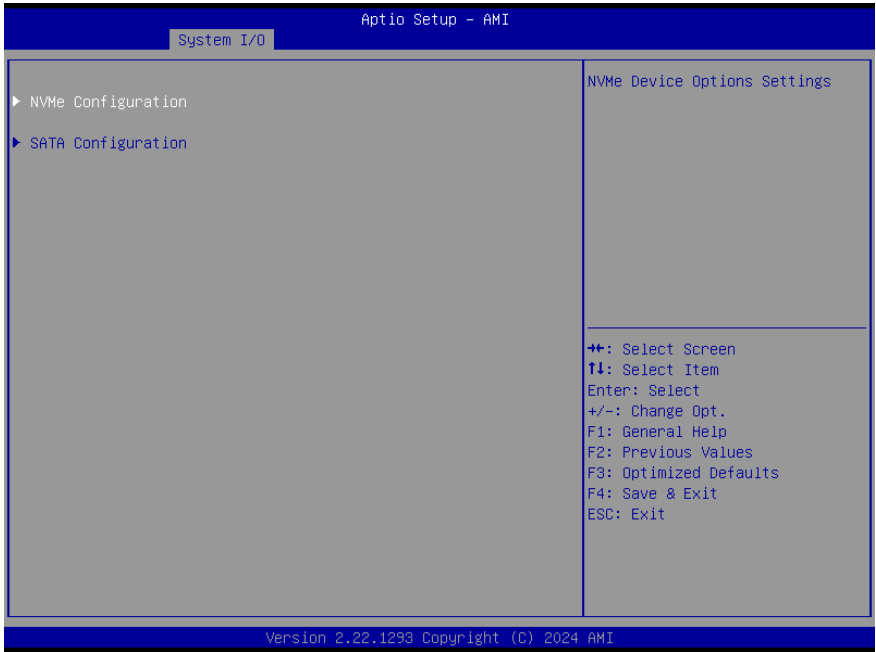 Aptio Setup – AMI
System I/O
NVMe Configuration
SATA Configuration
NVMe Device Options Settings
→←: Select Screen
↑↓: Select Item
Enter: Select
+/-: Change Opt.
F1: General Help
F2: Previous Values
F3: Optimized Defaults
F4: Save & Exit
ESC: Exit
Version 2.22.1293 Copyright (C) 2024 AMI